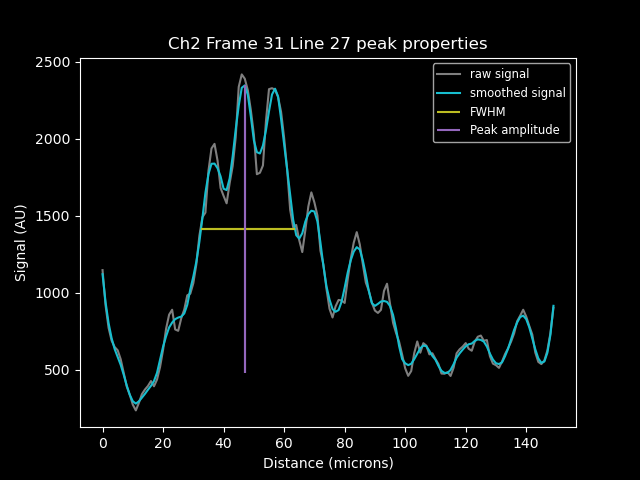 Ch2 Frame 31 Line 27 peak properties
raw signal
smoothed signal
FWHM
Peak amplitude
2500
2000
1500
1000
500
Signal (AU)
0 20 40 60 80 100 120 140
Distance (microns)